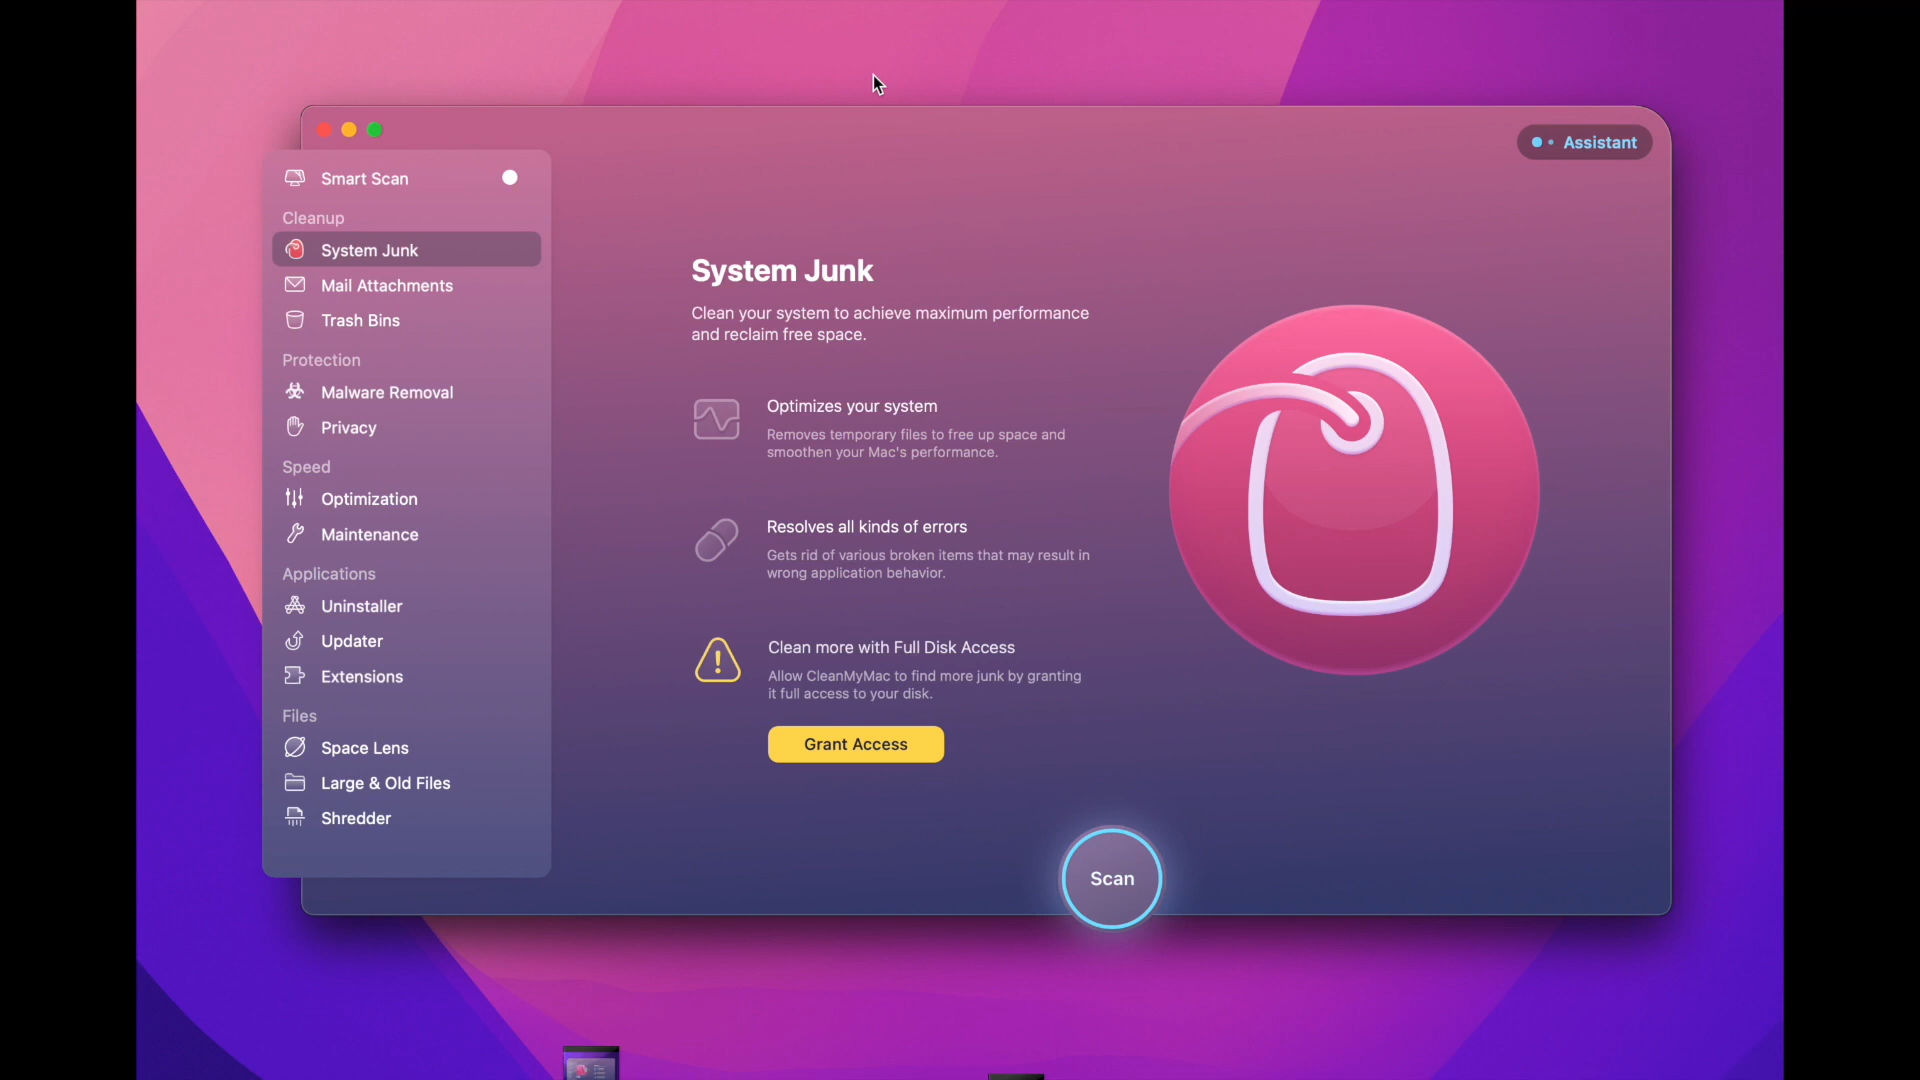 Assistant
Smart Scan
Cleanup
System Junk
Mail Attachments
Trash Bins
Protection
Malware Removal
Privacy
Speed
Optimization
Maintenance
Applications
Uninstaller
Updater
Extensions
Files
Space Lens
Large & Old Files
Shredder
System Junk
Clean your system to achieve maximum performance
and reclaim free space.
Optimizes your system
Removes temporary files to free up space and
smoothen your Mac's performance.
Resolves all kinds of errors
Gets rid of various broken items that may result in
wrong application behavior.
Clean more with Full Disk Access
Allow CleanMyMac to find more junk by granting
it full access to your disk.
Grant Access
Scan